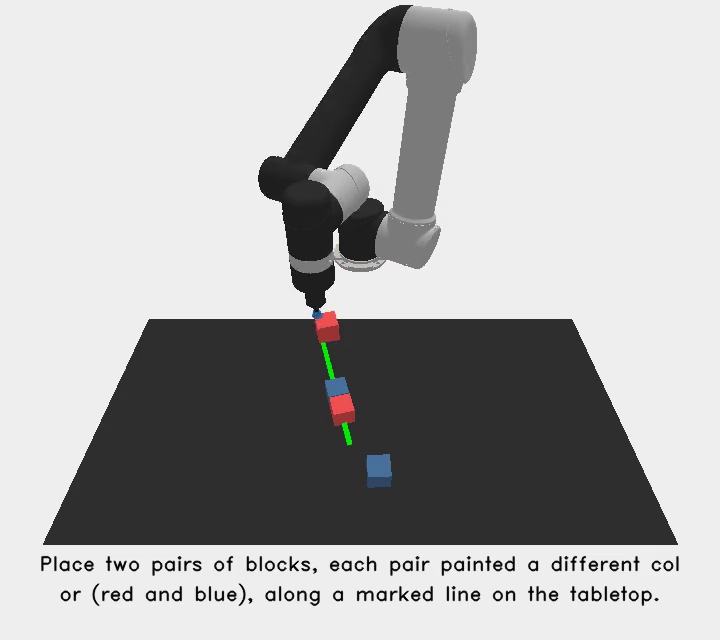 Place two pairs of blocks, each pair painted a different col
or (red and blue), along a marked line on the tabletop.